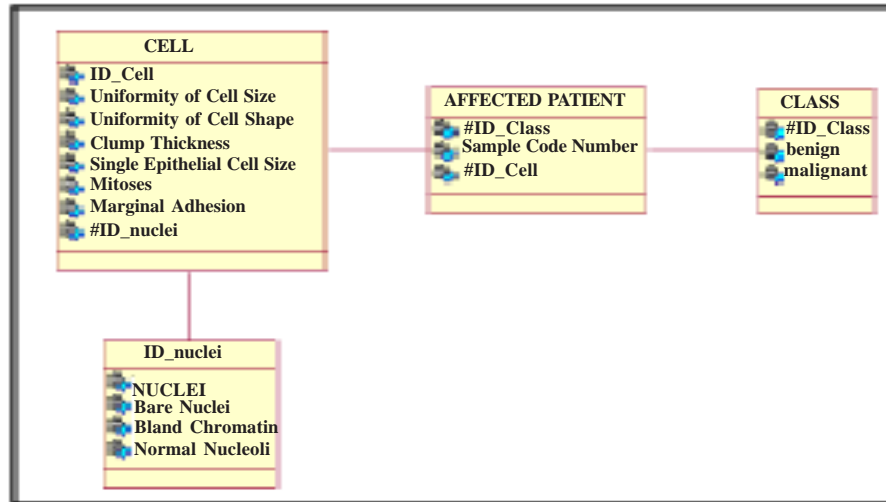 CELL
ID_Cell
Uniformity of Cell Size
Uniformity of Cell Shape
Clump Thickness
Single Epithelial Cell Size
Mitoses
Marginal Adhesion
#ID_nuclei
AFFECTED PATIENT
#ID_Class
Sample Code Number
#ID_Cell
CLASS
#ID_Class
benign
malignant
ID_nuclei
NUCLEI
Bare Nuclei
Bland Chromatin
Normal Nucleoli